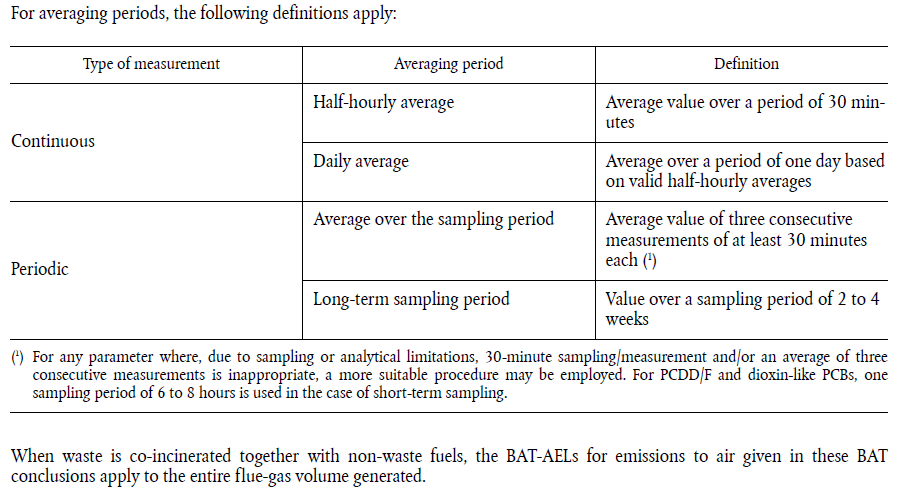 For averaging periods, the following definitions apply:
Type of measurement
Averaging period
Definition
Continuous
Half-hourly average
Average value over a period of 30 min-
utes
Daily average
Average over a period of one day based
on valid half-hourly averages
Periodic
Average over the sampling period
Average value of three consecutive
measurements of at least 30 minutes
each (¹)
Long-term sampling period
Value over a sampling period of 2 to 4
weeks
(¹) For any parameter where, due to sampling or analytical limitations, 30-minute sampling/measurement and/or an average of three
consecutive measurements is inappropriate, a more suitable procedure may be employed. For PCDD/F and dioxin-like PCBs, one
sampling period of 6 to 8 hours is used in the case of short-term sampling.
When waste is co-incinerated together with non-waste fuels, the BAT-AELs for emissions to air given in these BAT
conclusions apply to the entire flue-gas volume generated.